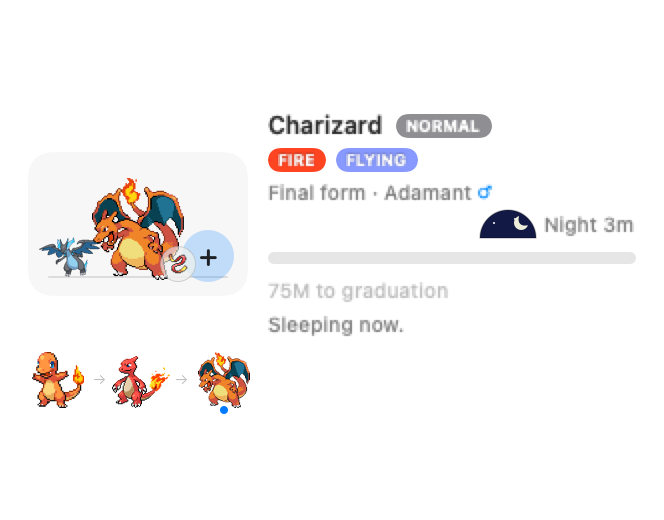 Charizard NORMAL
FIRE FLYING
Final form · Adamant ♂
Night 3m
75M to graduation
Sleeping now.